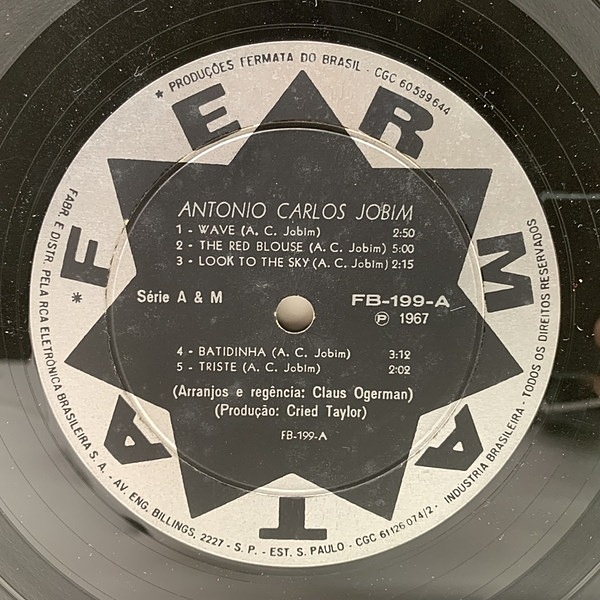 * PRODUÇÕES FERMATA DO BRASIL - CGC 60599644
FERMATA
ANTONIO CARLOS JOBIM
1 - WAVE (A. C. Jobim) 2:50
2 - THE RED BLOUSE (A. C. Jobim) 5:00
3 - LOOK TO THE SKY (A. C. Jobim) 2:15
Série A & M
FB-199-A
℗ 1967
4 - BATIDINHA (A. C. Jobim) 3:12
5 - TRISTE (A. C. Jobim) 2:02
(Arranjos e regência: Claus Ogerman)
(Produção: Cried Taylor)
FB-199-A
* FABR. E DISTR. PELA RCA ELETRÔNICA BRASILEIRA S. A. - AV. ENG. BILLINGS, 2227 - S. P. - EST. S. PAULO - CGC 61126074/2 - INDÚSTRIA BRASILEIRA - TODOS OS DIREITOS RESERVADOS